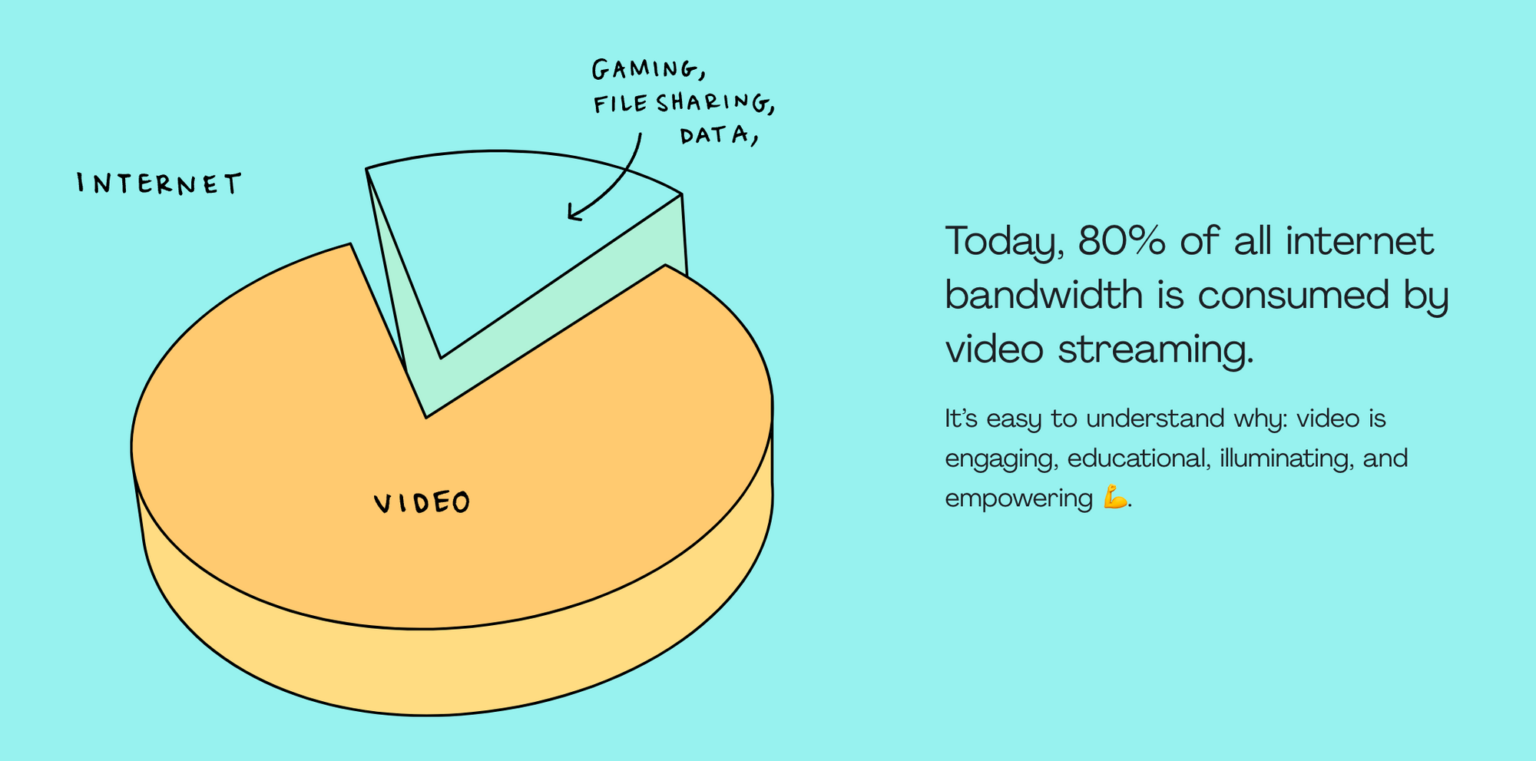 GAMING,
FILE SHARING,
DATA,
INTERNET
VIDEO
Today, 80% of all internet
bandwidth is consumed by
video streaming.
It’s easy to understand why: video is
engaging, educational, illuminating, and
empowering 💪.